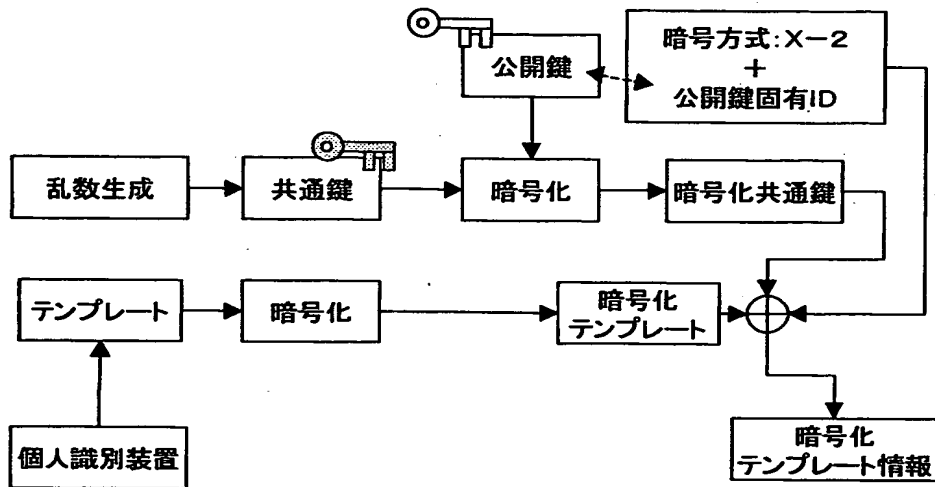 公開鍵
暗号方式:X-2
+
公開鍵固有ID
乱数生成
共通鍵
暗号化
暗号化共通鍵
テンプレート
暗号化
暗号化
テンプレート
個人識別装置
暗号化
テンプレート情報